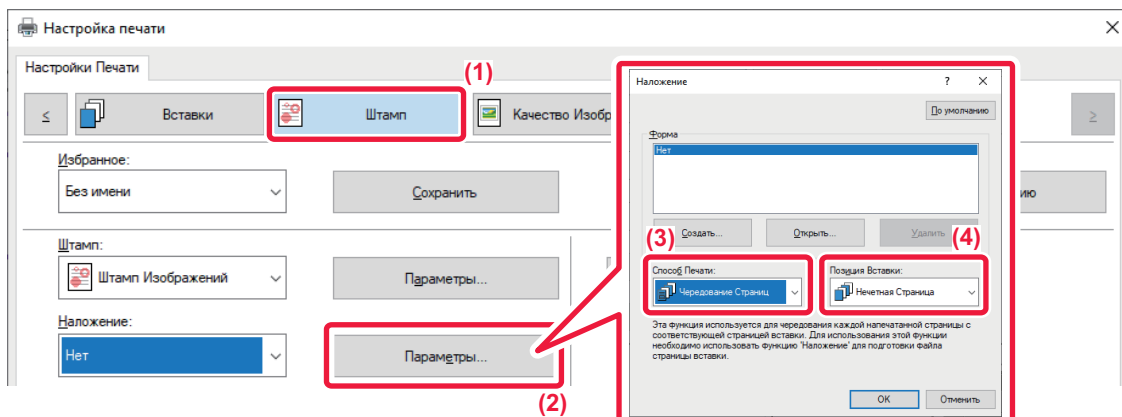 Настройка печати
Настройки Печати
(1)
<
Вставки
Штамп
Качество Изобр
>
Избранное:
Без имени
Сохранить
ию
Штамп:
Штамп Изображений
Параметры...
Наложение:
Нет
Параметры...
(2)
Наложение
?
По умолчанию
Форма
Нет
Создать...
Открыть...
Удалить
(3)
(4)
Способ Печати:
Чередование Страниц
Позиция Вставки:
Нечетная Страница
Эта функция используется для чередования каждой напечатанной страницы с
соответствующей страницей вставки. Для использования этой функции
необходимо использовать функцию 'Наложение' для подготовки файла
страницы вставки.
OK
Отменить